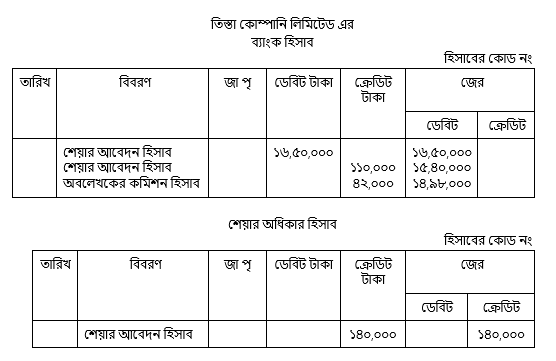 তিস্তা কোম্পানি লিমিটেড এর
ব্যাংক হিসাব
হিসাবের কোড নং
তারিখ বিবরণ জা পৃ ডেবিট টাকা ক্রেডিট টাকা জের
ডেবিট ক্রেডিট
শেয়ার আবেদন হিসাব ১৬,৫০,০০০ ১৬,৫০,০০০
শেয়ার আবেদন হিসাব ১১০,০০০ ১৫,৪০,০০০
অবলেখকের কমিশন হিসাব ৪২,০০০ ১৪,৯৮,০০০
শেয়ার অধিকার হিসাব
হিসাবের কোড নং
তারিখ বিবরণ জা পৃ ডেবিট টাকা ক্রেডিট টাকা জের
ডেবিট ক্রেডিট
শেয়ার আবেদন হিসাব ১৪০,০০০ ১৪০,০০০